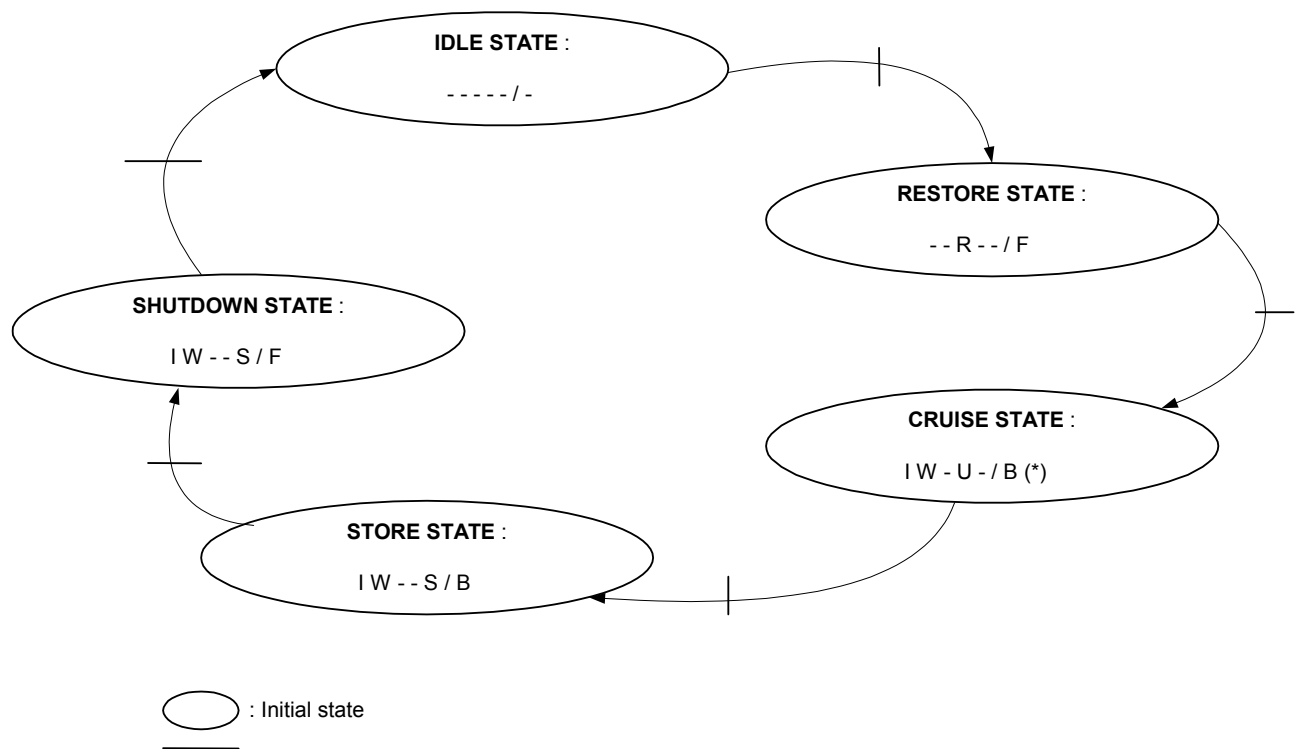 IDLE STATE :
- - - - - / -
RESTORE STATE :
- - R - - / F
SHUTDOWN STATE :
I W - - S / F
CRUISE STATE :
I W - U - / B (*)
STORE STATE :
I W - - S / B
: Initial state